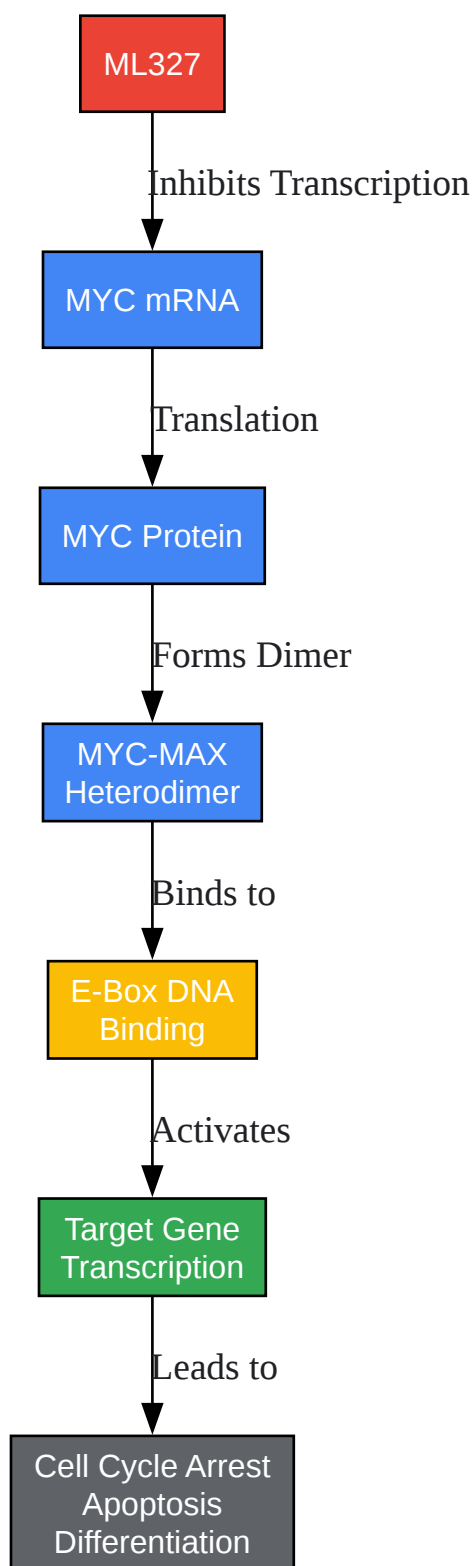 ML327
Inhibits Transcription
MYC mRNA
Translation
MYC Protein
Forms Dimer
MYC-MAX
Heterodimer
Binds to
E-Box DNA
Binding
Activates
Target Gene
Transcription
Leads to
Cell Cycle Arrest
Apoptosis
Differentiation